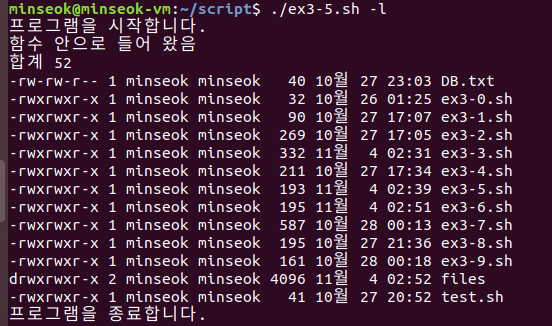 minseok@minseok-vm:~/script$ ./ex3-5.sh -l
프로그램을 시작합니다.
함수 안으로 들어 왔음
합계 52
-rw-rw-r-- 1 minseok minseok   40 10월 27 23:03 DB.txt
-rwxrwxr-x 1 minseok minseok   32 10월 26 01:25 ex3-0.sh
-rwxrwxr-x 1 minseok minseok   90 10월 27 17:07 ex3-1.sh
-rwxrwxr-x 1 minseok minseok  269 10월 27 17:05 ex3-2.sh
-rwxrwxr-x 1 minseok minseok  332 11월  4 02:31 ex3-3.sh
-rwxrwxr-x 1 minseok minseok  211 10월 27 17:34 ex3-4.sh
-rwxrwxr-x 1 minseok minseok  193 11월  4 02:39 ex3-5.sh
-rwxrwxr-x 1 minseok minseok  195 11월  4 02:51 ex3-6.sh
-rwxrwxr-x 1 minseok minseok  587 10월 28 00:13 ex3-7.sh
-rwxrwxr-x 1 minseok minseok  195 10월 27 21:36 ex3-8.sh
-rwxrwxr-x 1 minseok minseok  161 10월 28 00:18 ex3-9.sh
drwxrwxr-x 2 minseok minseok 4096 11월  4 02:52 files
-rwxrwxr-x 1 minseok minseok   41 10월 27 20:52 test.sh
프로그램을 종료합니다.